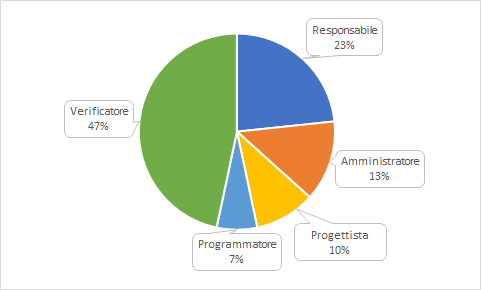 Responsabile
23%
Amministratore
13%
Progettista
10%
Programmatore
7%
Verificatore
47%